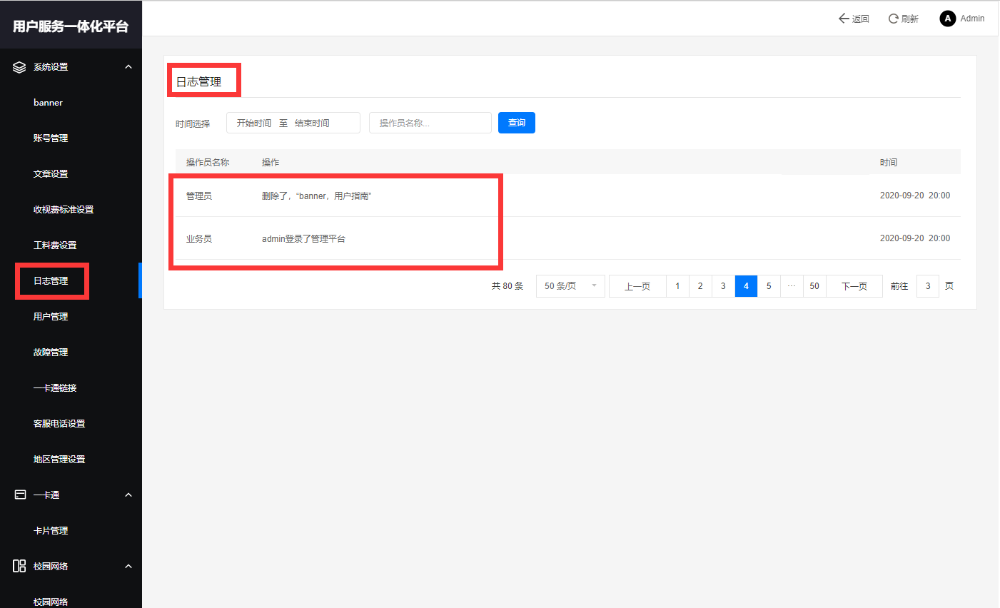 用户服务一体化平台
返回 刷新 A Admin
系统设置
banner
账号管理
文章设置
收视费标准设置
工料费设置
日志管理
用户管理
故障管理
一卡通链接
客服电话设置
地区管理设置
一卡通
卡片管理
校园网络
校园网络
日志管理
时间选择 开始时间 至 结束时间 操作员名称... 查询
操作员名称 操作 时间
管理员 删除了，“banner，用户指南” 2020-09-20 20:00
业务员 admin登录了管理平台 2020-09-20 20:00
共 80 条 50 条/页 上一页 1 2 3 4 5 ··· 50 下一页 前往 3 页